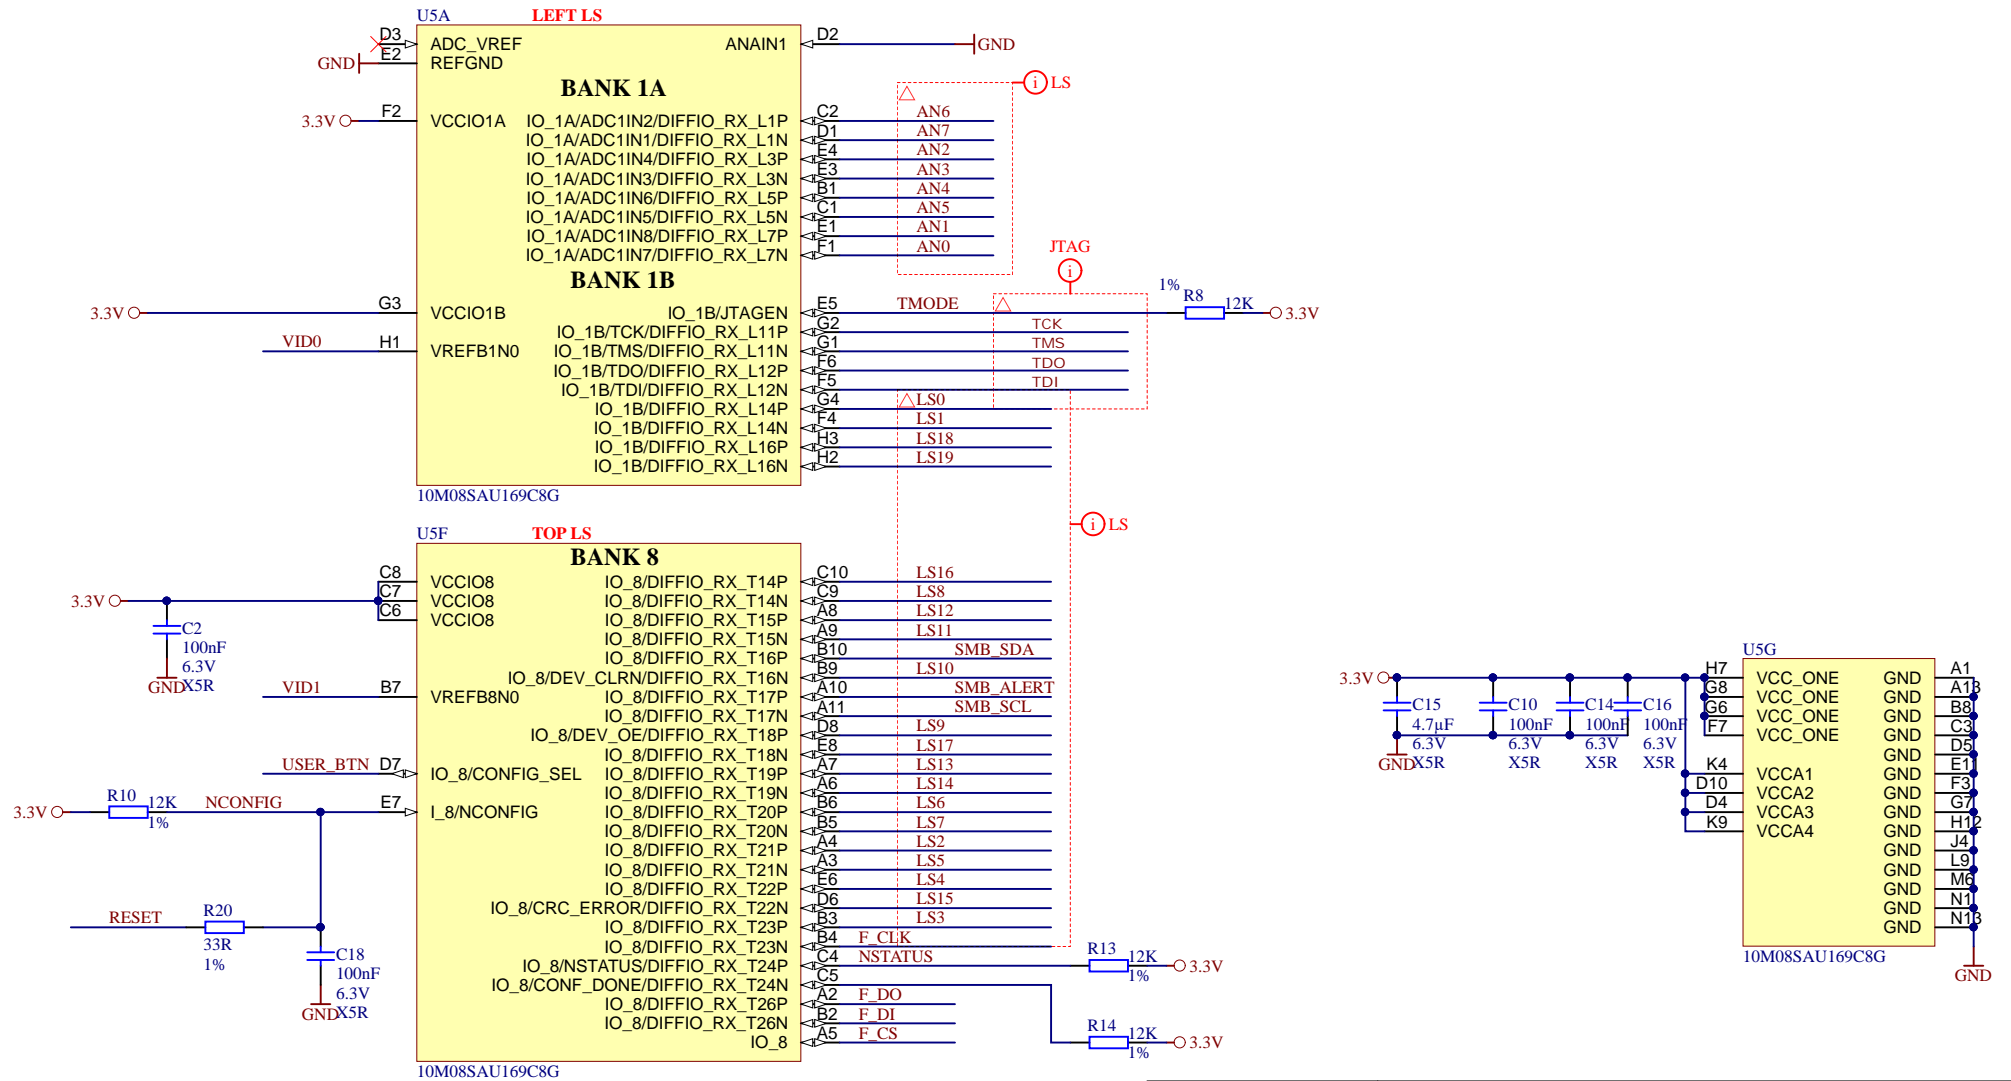 U5A LEFT LS
D3 ADC_VREF ANAIN1 D2 GND
GND E2 REFGND
BANK 1A
LS
3.3V F2 VCCIO1A IO_1A/ADC1IN2/DIFFIO_RX_L1P C2 AN6
IO_1A/ADC1IN1/DIFFIO_RX_L1N D1 AN7
IO_1A/ADC1IN4/DIFFIO_RX_L3P E4 AN2
IO_1A/ADC1IN3/DIFFIO_RX_L3N E3 AN3
IO_1A/ADC1IN6/DIFFIO_RX_L5P B1 AN4
IO_1A/ADC1IN5/DIFFIO_RX_L5N C1 AN5
IO_1A/ADC1IN8/DIFFIO_RX_L7P E1 AN1
IO_1A/ADC1IN7/DIFFIO_RX_L7N F1 AN0
JTAG
BANK 1B
3.3V G3 VCCIO1B IO_1B/JTAGEN E5 TMODE 1% R8 12K 3.3V
IO_1B/TCK/DIFFIO_RX_L11P G2 TCK
VID0 H1 VREFB1N0 IO_1B/TMS/DIFFIO_RX_L11N G1 TMS
IO_1B/TDO/DIFFIO_RX_L12P F6 TDO
IO_1B/TDI/DIFFIO_RX_L12N F5 TDI
IO_1B/DIFFIO_RX_L14P G4 LS0
IO_1B/DIFFIO_RX_L14N F4 LS1
IO_1B/DIFFIO_RX_L16P H3 LS18
IO_1B/DIFFIO_RX_L16N H2 LS19
10M08SAU169C8G
LS
U5F TOP LS
BANK 8
C8 VCCIO8 IO_8/DIFFIO_RX_T14P C10 LS16
3.3V C7 VCCIO8 IO_8/DIFFIO_RX_T14N C9 LS8
C6 VCCIO8 IO_8/DIFFIO_RX_T15P A8 LS12
C2 IO_8/DIFFIO_RX_T15N A9 LS11
100nF IO_8/DIFFIO_RX_T16P B10 SMB_SDA
6.3V IO_8/DEV_CLRN/DIFFIO_RX_T16N B9 LS10
GND X5R VID1 B7 VREFB8N0 IO_8/DIFFIO_RX_T17P A10 SMB_ALERT
IO_8/DIFFIO_RX_T17N A11 SMB_SCL
IO_8/DEV_OE/DIFFIO_RX_T18P D8 LS9
IO_8/DIFFIO_RX_T18N E8 LS17
USER_BTN D7 IO_8/CONFIG_SEL IO_8/DIFFIO_RX_T19P A7 LS13
IO_8/DIFFIO_RX_T19N A6 LS14
3.3V R10 12K 1% NCONFIG E7 I_8/NCONFIG IO_8/DIFFIO_RX_T20P B6 LS6
IO_8/DIFFIO_RX_T20N B5 LS7
IO_8/DIFFIO_RX_T21P A4 LS2
IO_8/DIFFIO_RX_T21N A3 LS5
IO_8/DIFFIO_RX_T22P E6 LS4
IO_8/CRC_ERROR/DIFFIO_RX_T22N D6 LS15
RESET R20 33R 1% IO_8/DIFFIO_RX_T23P B3 LS3
IO_8/DIFFIO_RX_T23N B4 F_CLK
C18 IO_8/NSTATUS/DIFFIO_RX_T24P C4 NSTATUS R13 12K 1% 3.3V
100nF IO_8/CONF_DONE/DIFFIO_RX_T24N C5
6.3V IO_8/DIFFIO_RX_T26P A2 F_DO
GND X5R IO_8/DIFFIO_RX_T26N B2 F_DI
IO_8 A5 F_CS R14 12K 1% 3.3V
10M08SAU169C8G
U5G
3.3V H7 VCC_ONE GND A1
G8 VCC_ONE GND A13
C15 C10 C14 C16 G6 VCC_ONE GND B8
4.7µF 100nF 100nF 100nF F7 VCC_ONE GND C3
6.3V 6.3V 6.3V 6.3V GND D5
GND X5R X5R X5R X5R
K4 VCCA1 GND E11
D10 VCCA2 GND F3
D4 VCCA3 GND G7
K9 VCCA4 GND H12
GND J4
GND L9
GND M6
GND N1
GND N13
10M08SAU169C8G
GND